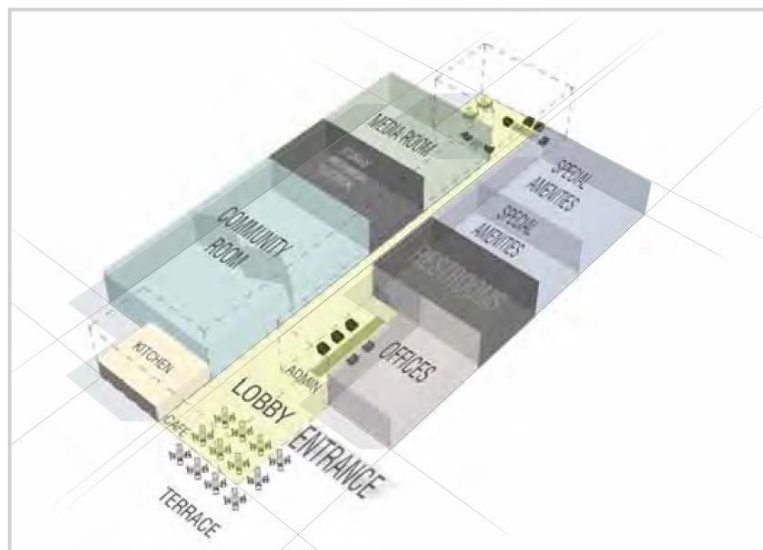 MEDIA ROOM
SPECIAL
AMENITIES
COMMUNITY
ROOM
SPECIAL
AMENITIES
RESTROOMS
KITCHEN
OFFICES
ADMIN
LOBBY
/CAFE
ENTRANCE
TERRACE